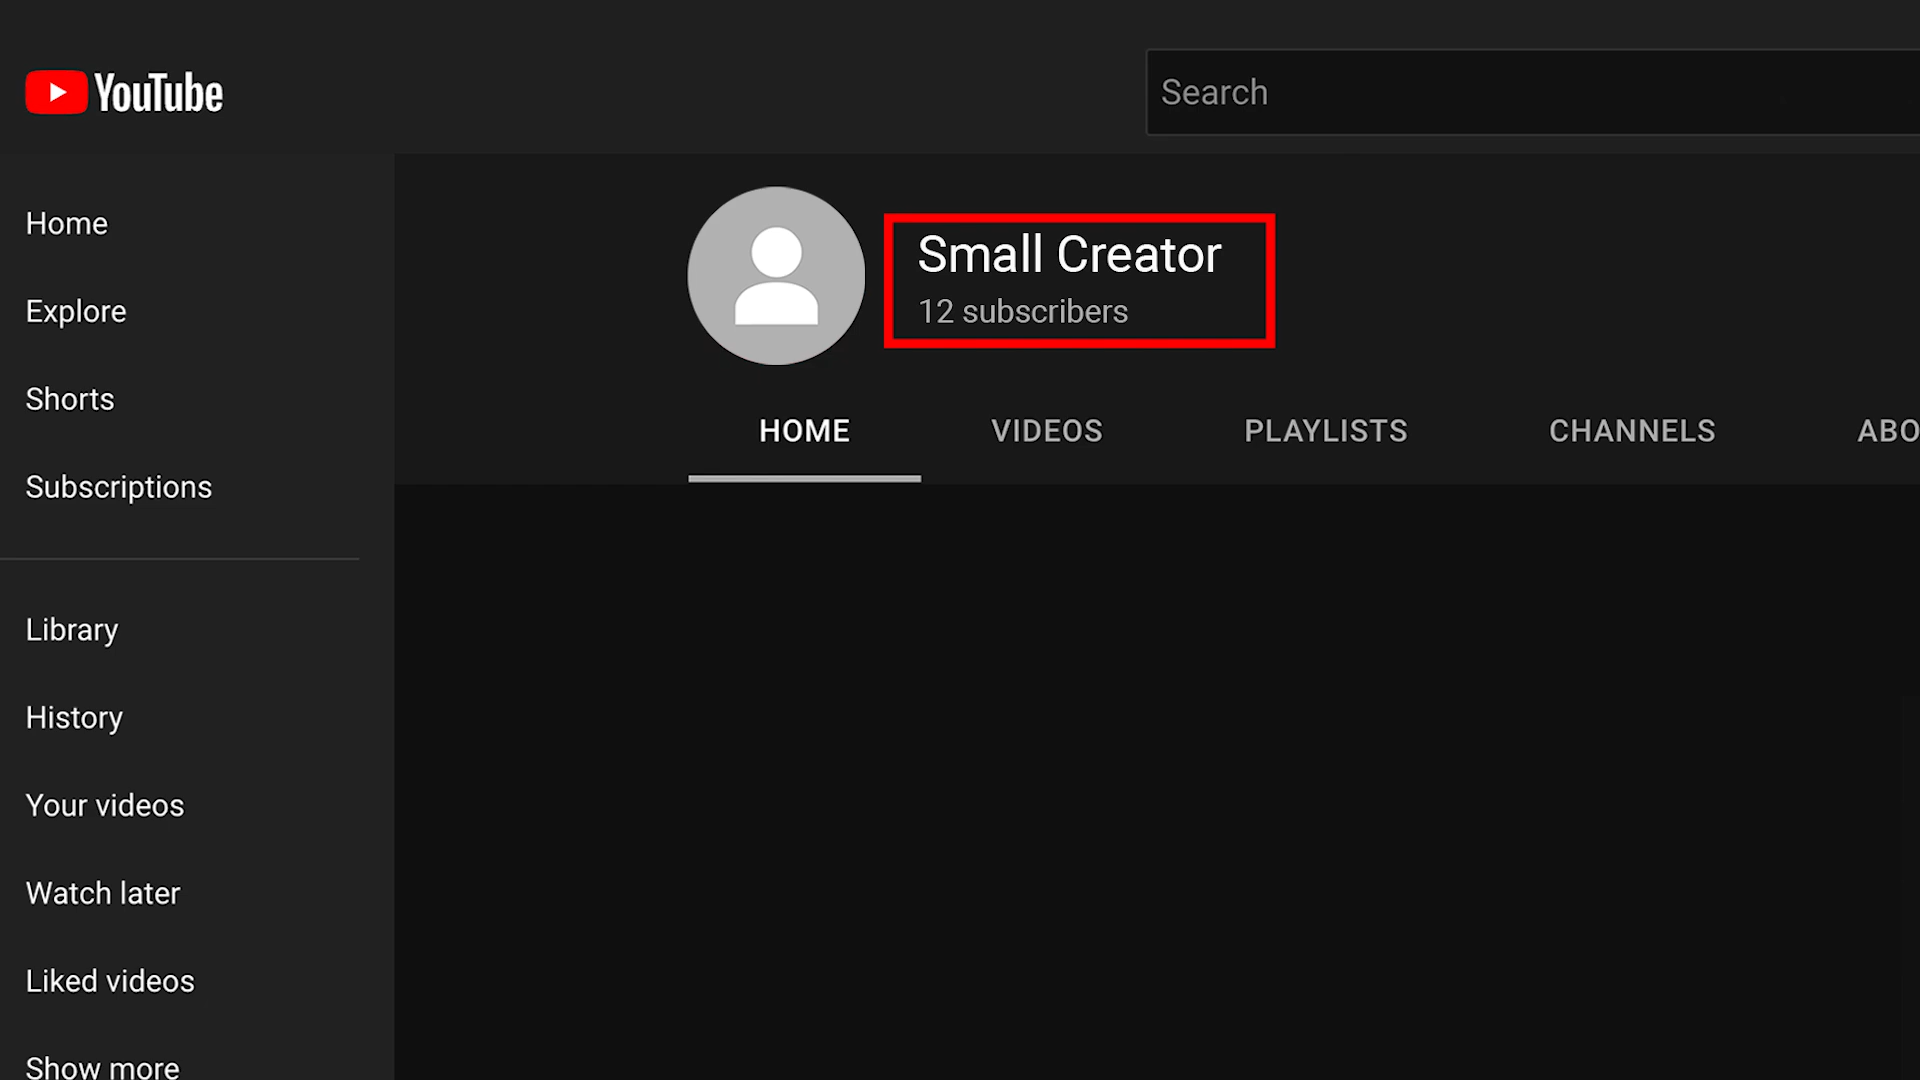 YouTube
Search
Home
Explore
Shorts
Subscriptions
Library
History
Your videos
Watch later
Liked videos
Show more
Small Creator
12 subscribers
HOME VIDEOS PLAYLISTS CHANNELS ABO